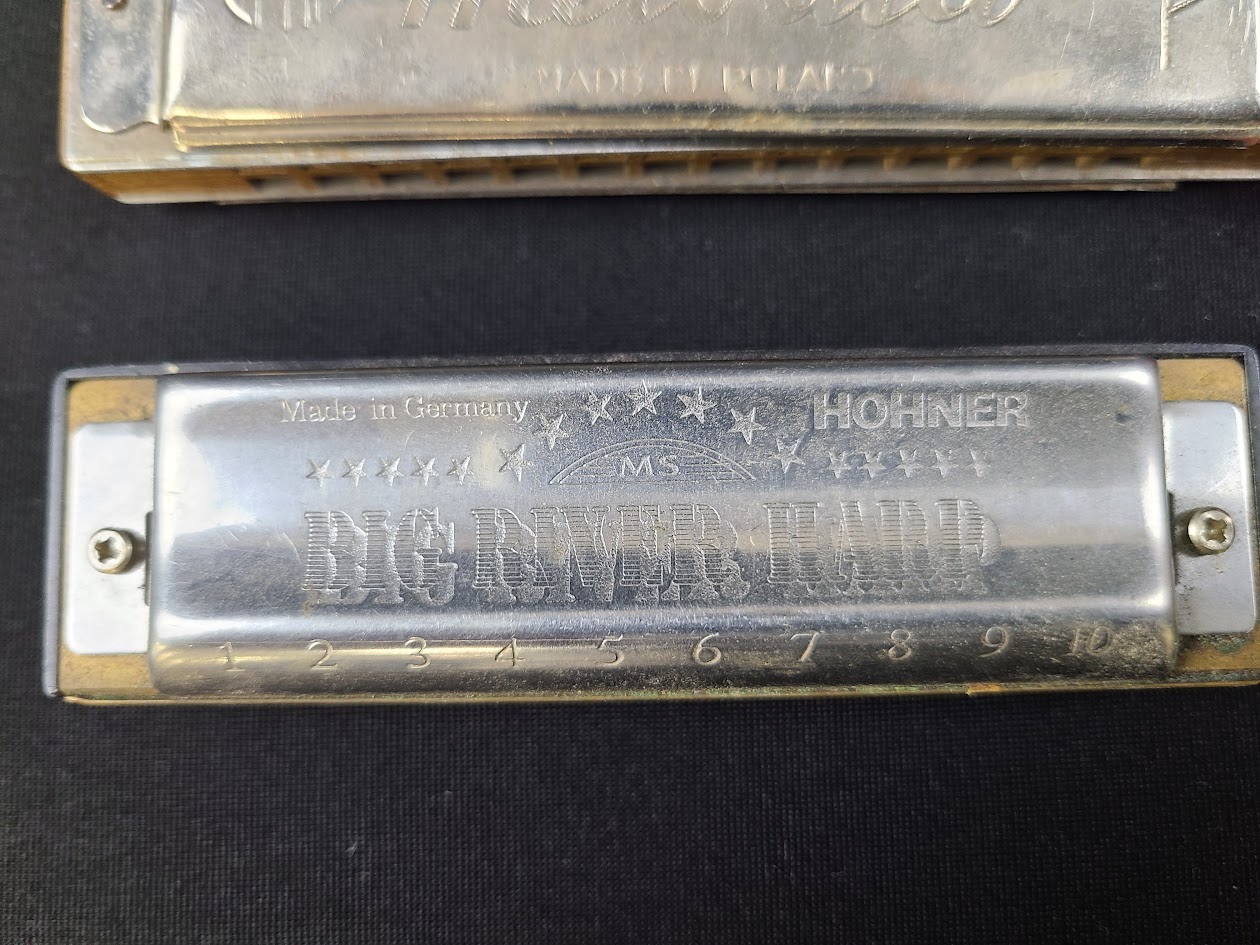 MADE IN POLAND
Made in Germany
HOHNER
MS
BIG RIVER HARP
1 2 3 4 5 6 7 8 9 10